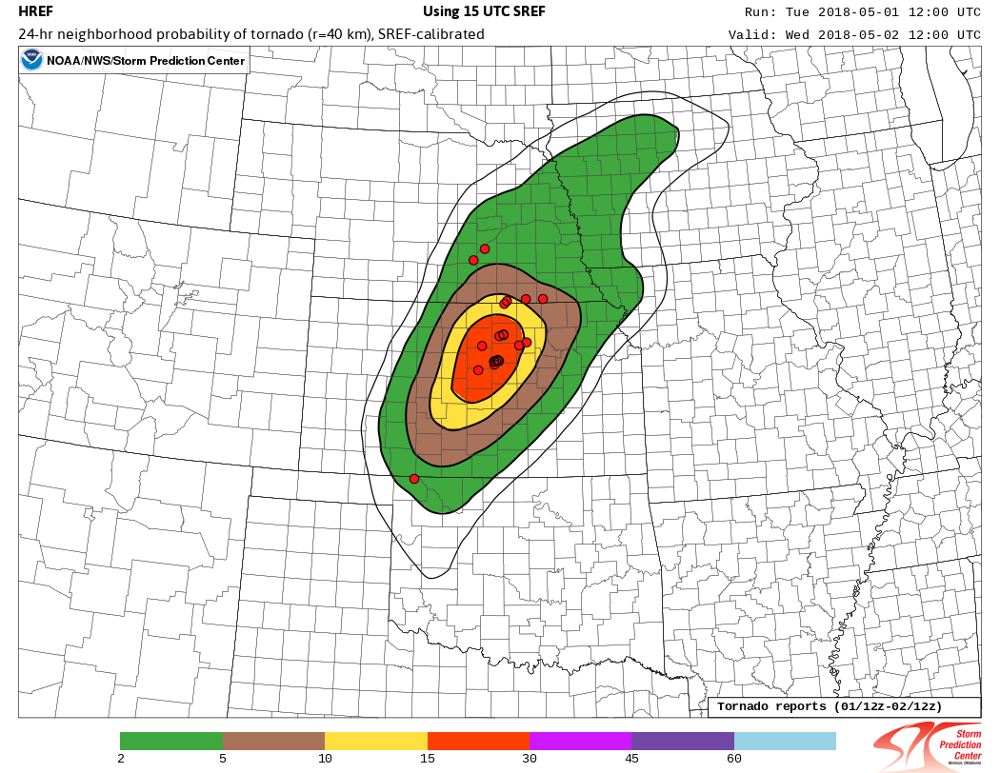 HREF Using 15 UTC SREF Run: Tue 2018-05-01 12:00 UTC
24-hr neighborhood probability of tornado (r=40 km), SREF-calibrated Valid: Wed 2018-05-02 12:00 UTC
NOAA/NWS/Storm Prediction Center
Tornado reports (01/12z-02/12z)
2 5 10 15 30 45 60
Storm
Prediction
Center
Norman, Oklahoma